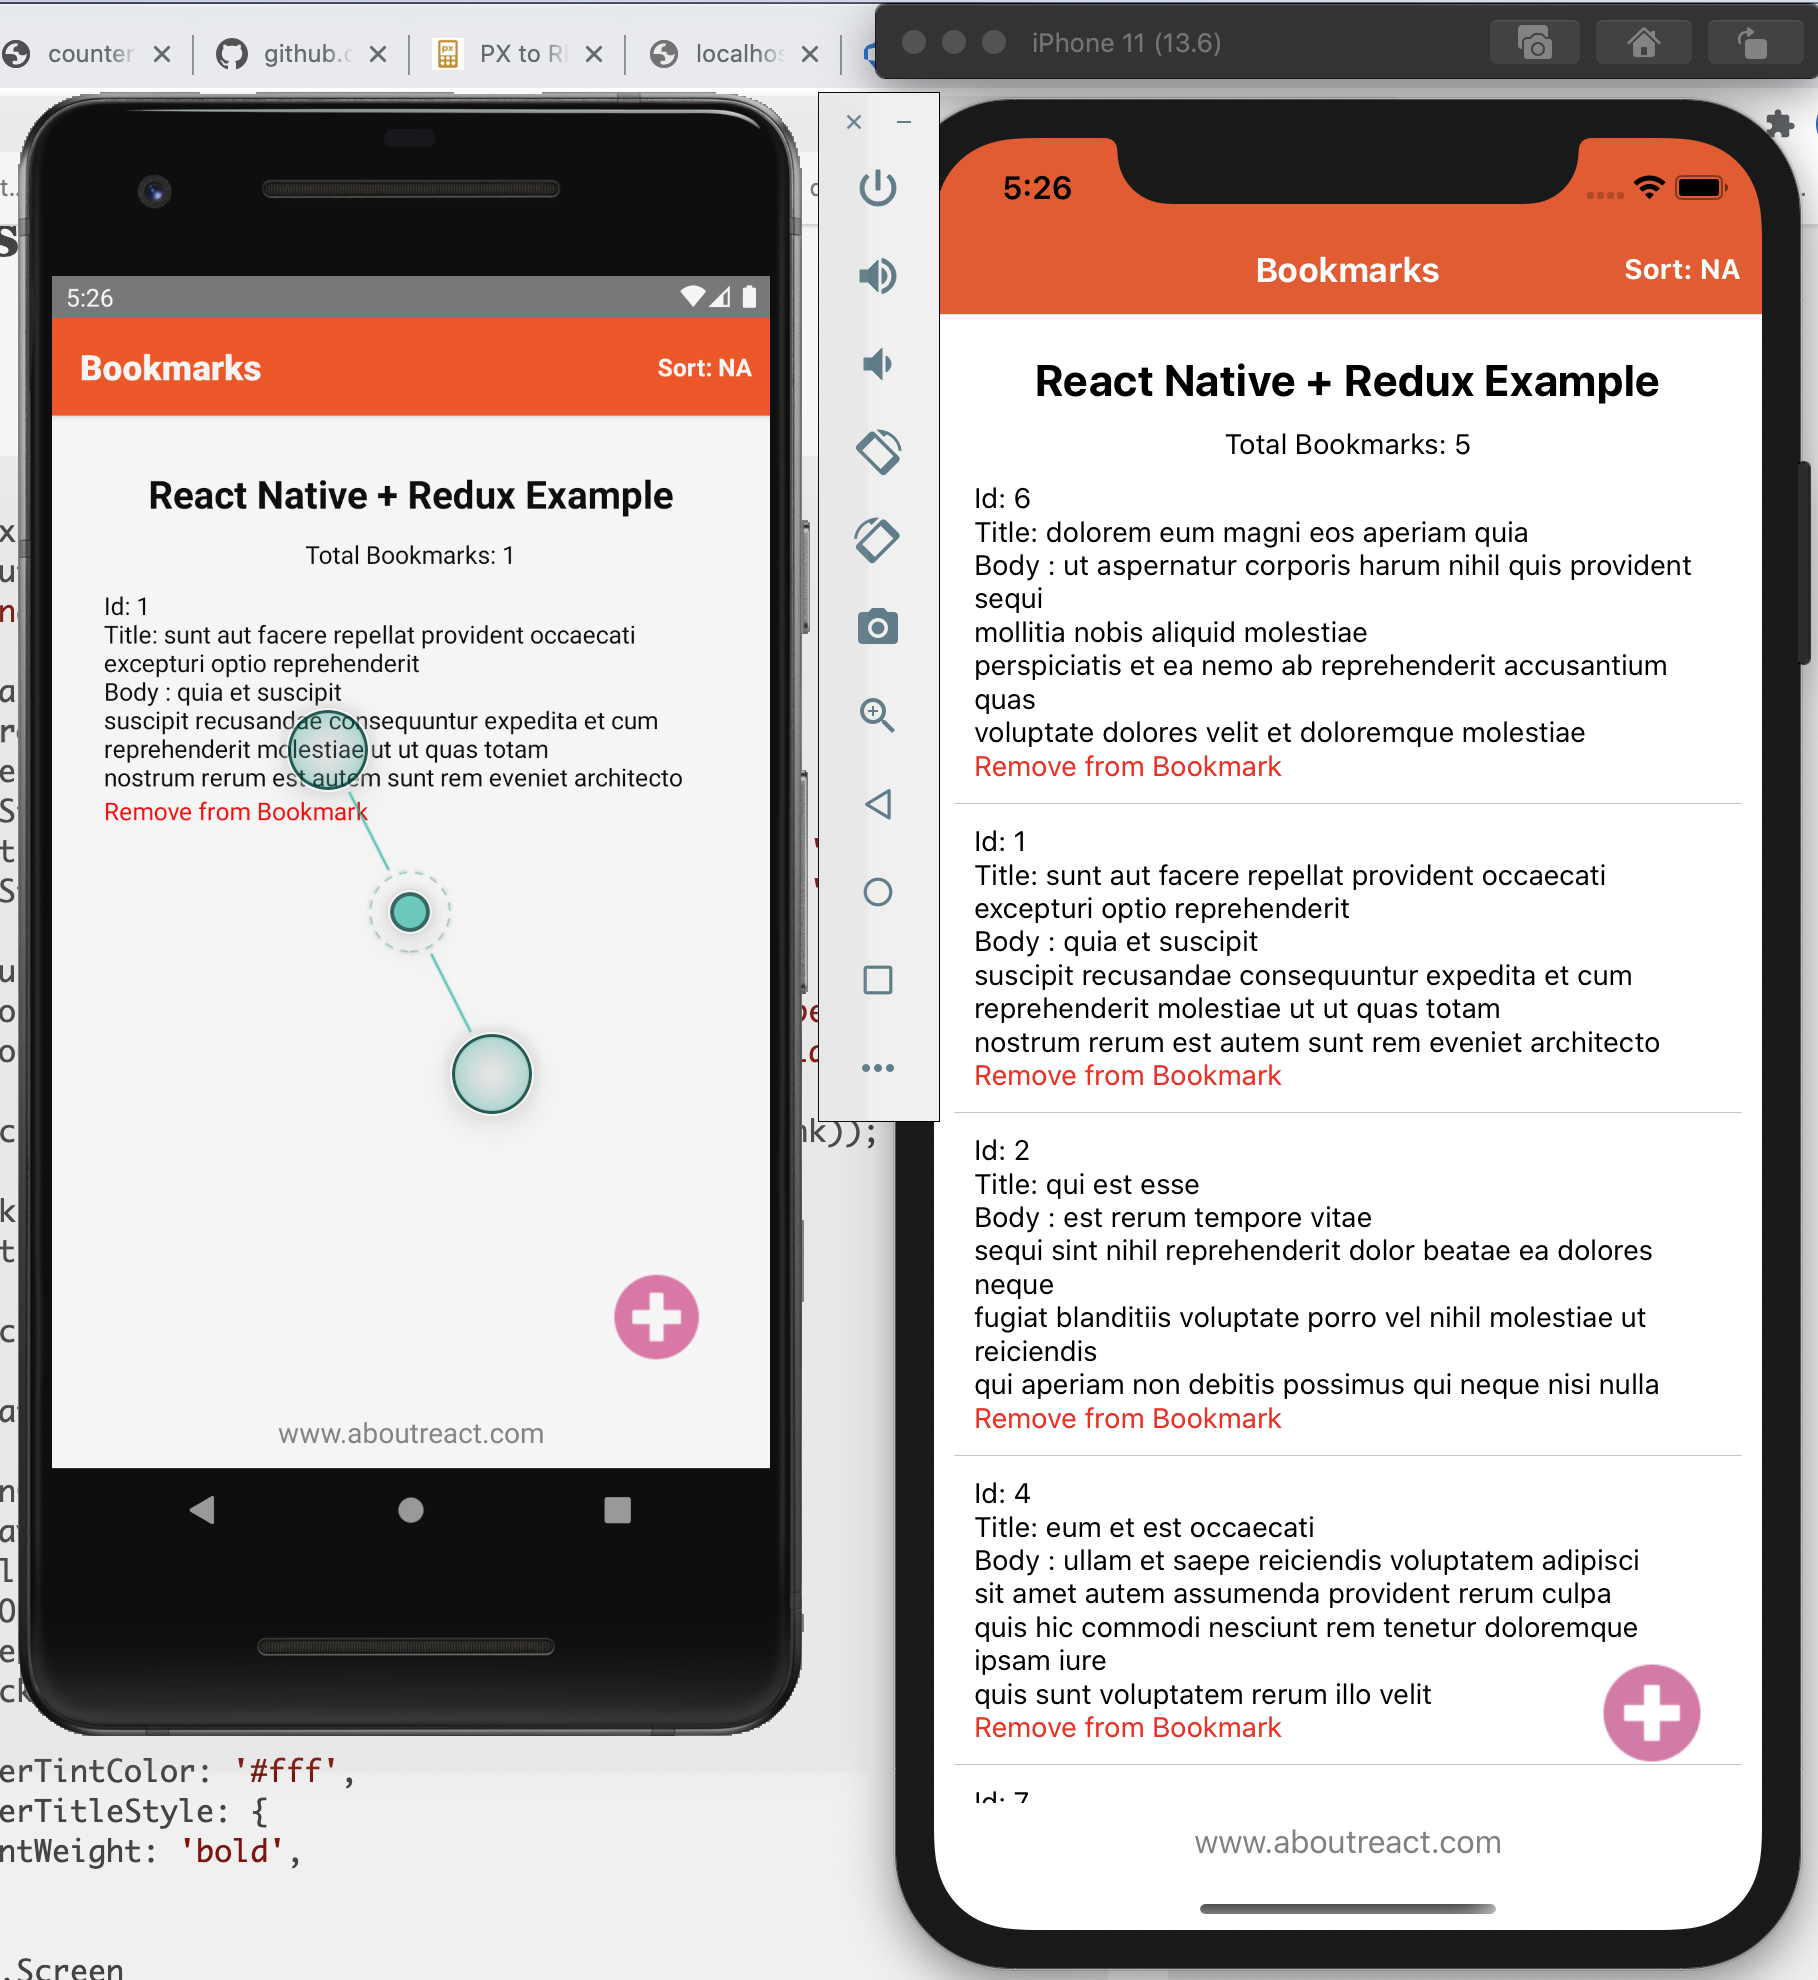 counter
github.c
PX to R
localhos
iPhone 11 (13.6)
5:26
Bookmarks
Sort: NA
React Native + Redux Example
Total Bookmarks: 1
Id: 1
Title: sunt aut facere repellat provident occaecati
excepturi optio reprehenderit
Body : quia et suscipit
suscipit recusandae consequuntur expedita et cum
reprehenderit molestiae ut ut quas totam
nostrum rerum est autem sunt rem eveniet architecto
Remove from Bookmark
www.aboutreact.com
5:26
Bookmarks
Sort: NA
React Native + Redux Example
Total Bookmarks: 5
Id: 6
Title: dolorem eum magni eos aperiam quia
Body : ut aspernatur corporis harum nihil quis provident
sequi
mollitia nobis aliquid molestiae
perspiciatis et ea nemo ab reprehenderit accusantium
quas
voluptate dolores velit et doloremque molestiae
Remove from Bookmark
Id: 1
Title: sunt aut facere repellat provident occaecati
excepturi optio reprehenderit
Body : quia et suscipit
suscipit recusandae consequuntur expedita et cum
reprehenderit molestiae ut ut quas totam
nostrum rerum est autem sunt rem eveniet architecto
Remove from Bookmark
Id: 2
Title: qui est esse
Body : est rerum tempore vitae
sequi sint nihil reprehenderit dolor beatae ea dolores
neque
fugiat blanditiis voluptate porro vel nihil molestiae ut
reiciendis
qui aperiam non debitis possimus qui neque nisi nulla
Remove from Bookmark
Id: 4
Title: eum et est occaecati
Body : ullam et saepe reiciendis voluptatem adipisci
sit amet autem assumenda provident rerum culpa
quis hic commodi nesciunt rem tenetur doloremque
ipsam iure
quis sunt voluptatem rerum illo velit
Remove from Bookmark
Id: 7
www.aboutreact.com
nk));
erTintColor: '#fff',
erTitleStyle: {
ntWeight: 'bold',
.Screen